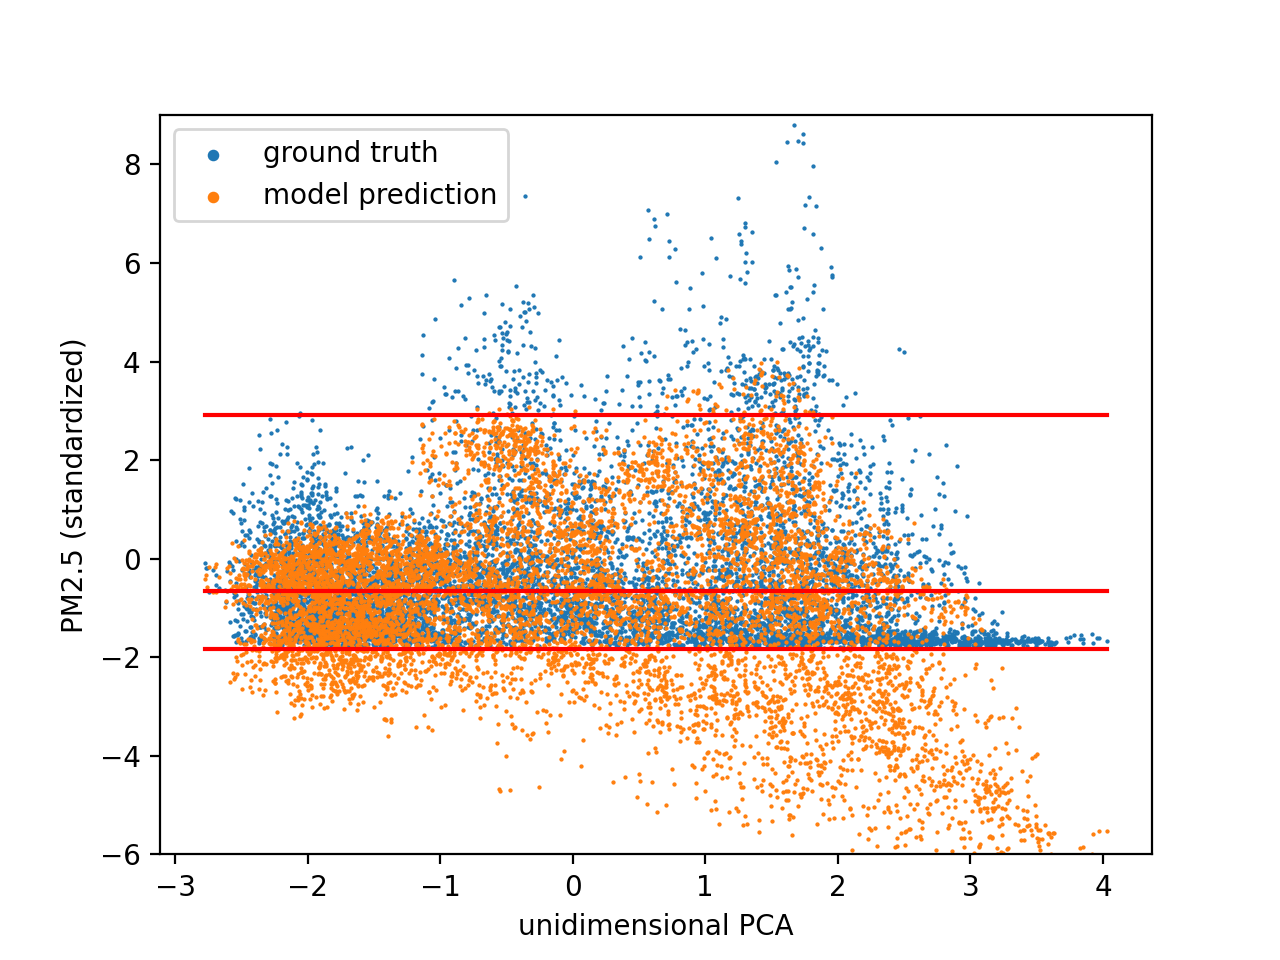 ground truth
model prediction
8
6
4
2
0
−2
−4
−6
PM2.5 (standardized)
−3 −2 −1 0 1 2 3 4
unidimensional PCA